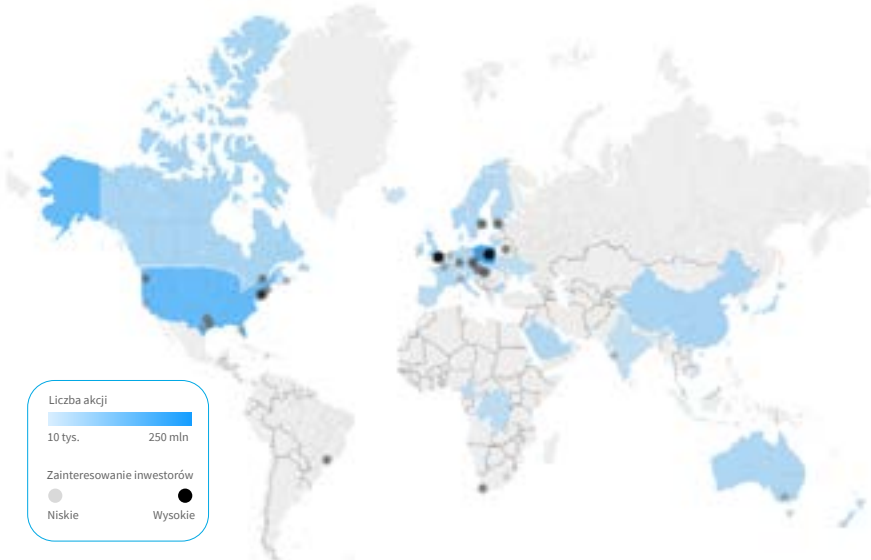 Liczba akcji
10 tys. 250 mln
Zainteresowanie inwestorów
Niskie Wysokie